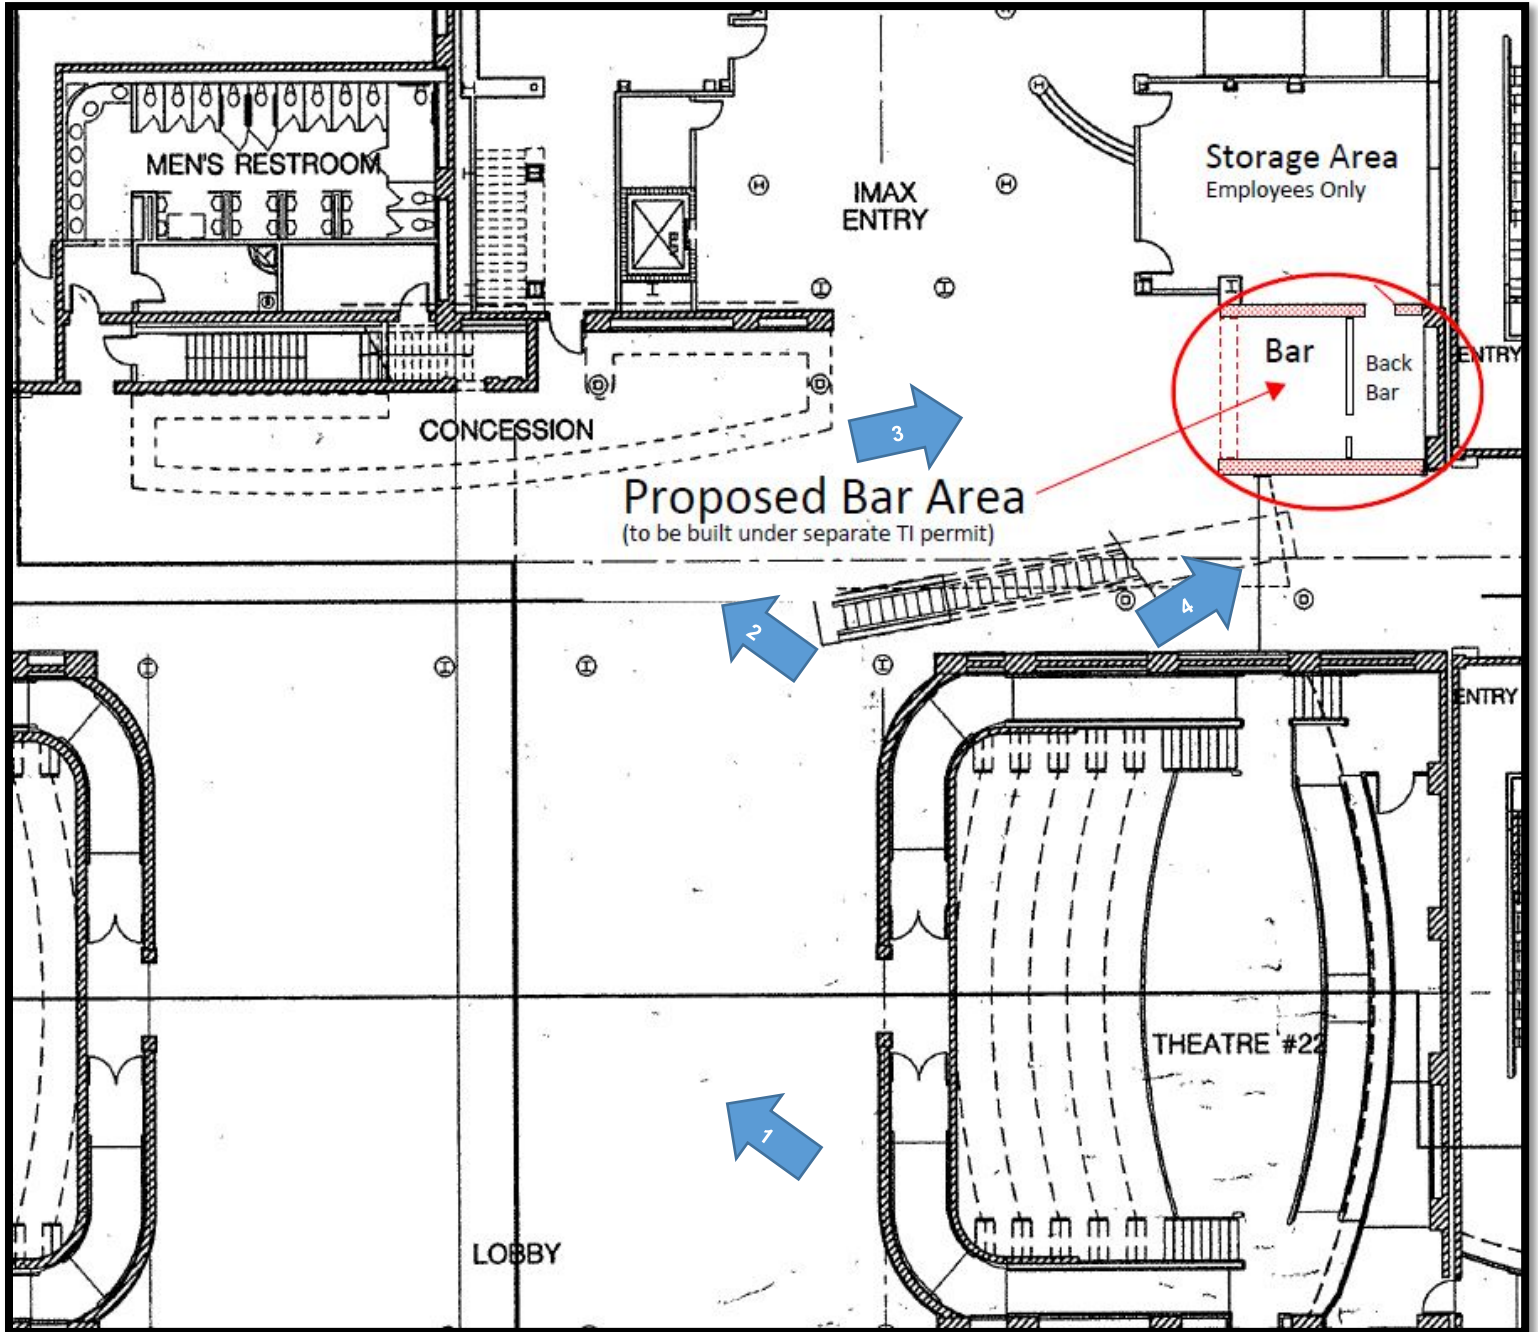 MEN'S RESTROOM
IMAX
ENTRY
Storage Area
Employees Only
Bar
Back
Bar
ENTRY
CONCESSION
3
Proposed Bar Area
(to be built under separate TI permit)
4
2
ENTRY
THEATRE #22
1
LOBBY